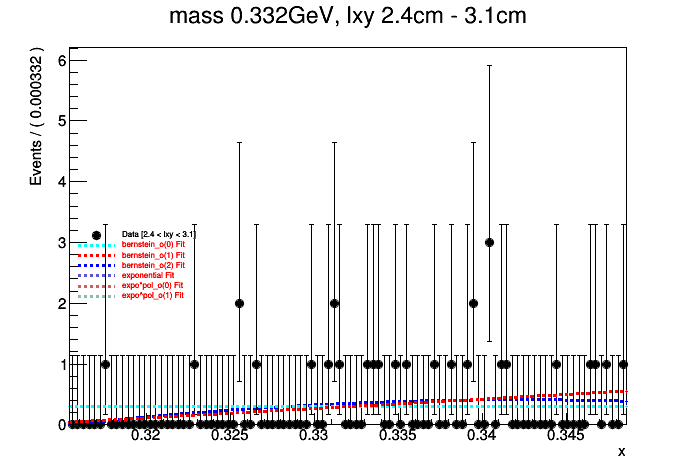 mass 0.332GeV, lxy 2.4cm - 3.1cm
Events / ( 0.000332 )
6
5
4
3
2
1
0
Data [2.4 < lxy < 3.1]
bernstein_o(0) Fit
bernstein_o(1) Fit
bernstein_o(2) Fit
exponential Fit
expo*pol_o(0) Fit
expo*pol_o(1) Fit
0.32 0.325 0.33 0.335 0.34 0.345
x